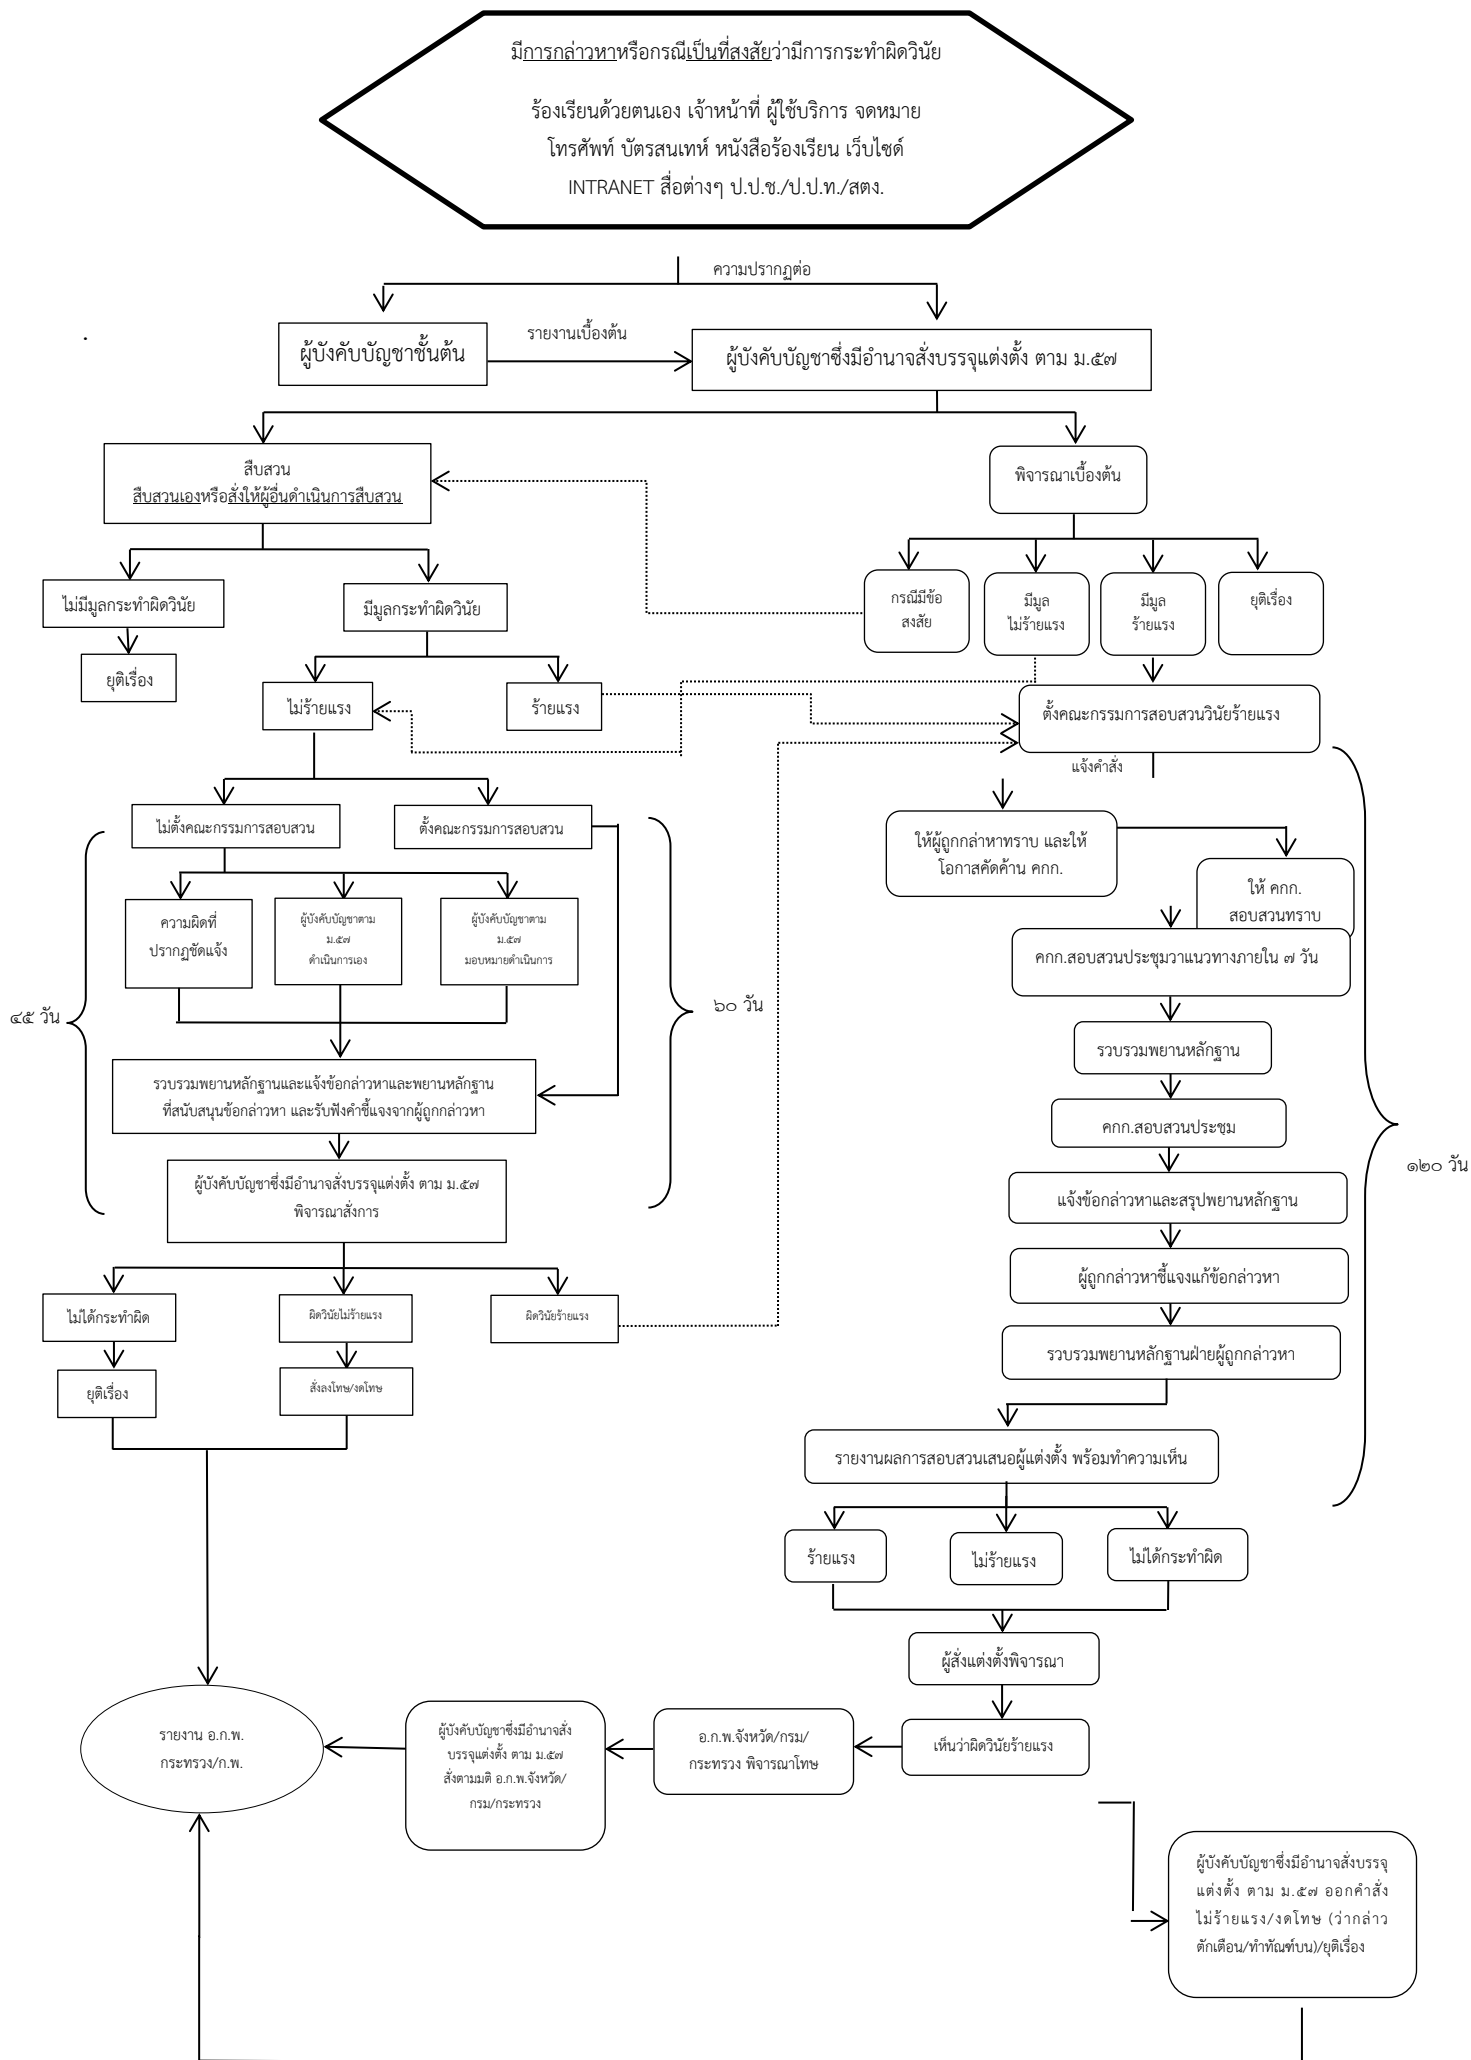 มีการกล่าวหาหรือกรณีเป็นที่สงสัยว่ามีการกระทำผิดวินัย
ร้องเรียนด้วยตนเอง เจ้าหน้าที่ ผู้ใช้บริการ จดหมาย
โทรศัพท์ บัตรสนเทห์ หนังสือร้องเรียน เว็บไซด์
INTRANET สื่อต่างๆ ป.ป.ช./ป.ป.ท./สตง.
ความปรากฏต่อ
ผู้บังคับบัญชาชั้นต้น
รายงานเบื้องต้น
ผู้บังคับบัญชาซึ่งมีอำนาจสั่งบรรจุแต่งตั้ง ตาม ม.๕๗
สืบสวน
สืบสวนเองหรือสั่งให้ผู้อื่นดำเนินการสืบสวน
พิจารณาเบื้องต้น
ไม่มีมูลกระทำผิดวินัย
มีมูลกระทำผิดวินัย
กรณีมีข้อ
สงสัย
มีมูล
ไม่ร้ายแรง
มีมูล
ร้ายแรง
ยุติเรื่อง
ยุติเรื่อง
ไม่ร้ายแรง
ร้ายแรง
ตั้งคณะกรรมการสอบสวนวินัยร้ายแรง
แจ้งคำสั่ง
ไม่ตั้งคณะกรรมการสอบสวน
ตั้งคณะกรรมการสอบสวน
ให้ผู้ถูกกล่าหาทราบ และให้
โอกาสคัดค้าน คกก.
ให้ คกก.
สอบสวนทราบ
ความผิดที่
ปรากฏชัดแจ้ง
ผู้บังคับบัญชาตาม
ม.๕๗
ดำเนินการเอง
ผู้บังคับบัญชาตาม
ม.๕๗
มอบหมายดำเนินการ
คกก.สอบสวนประชุมวาแนวทางภายใน ๗ วัน
๔๕ วัน
๖๐ วัน
รวบรวมพยานหลักฐาน
รวบรวมพยานหลักฐานและแจ้งข้อกล่าวหาและพยานหลักฐาน
ที่สนับสนุนข้อกล่าวหา และรับฟังคำชี้แจงจากผู้ถูกกล่าวหา
คกก.สอบสวนประชุม
๑๒๐ วัน
ผู้บังคับบัญชาซึ่งมีอำนาจสั่งบรรจุแต่งตั้ง ตาม ม.๕๗
พิจารณาสั่งการ
แจ้งข้อกล่าวหาและสรุปพยานหลักฐาน
ผู้ถูกกล่าวหาชี้แจงแก้ข้อกล่าวหา
ไม่ได้กระทำผิด
ผิดวินัยไม่ร้ายแรง
ผิดวินัยร้ายแรง
รวบรวมพยานหลักฐานฝ่ายผู้ถูกกล่าวหา
ยุติเรื่อง
สั่งลงโทษ/งดโทษ
รายงานผลการสอบสวนเสนอผู้แต่งตั้ง พร้อมทำความเห็น
ร้ายแรง
ไม่ร้ายแรง
ไม่ได้กระทำผิด
ผู้สั่งแต่งตั้งพิจารณา
เห็นว่าผิดวินัยร้ายแรง
อ.ก.พ.จังหวัด/กรม/
กระทรวง พิจารณาโทษ
ผู้บังคับบัญชาซึ่งมีอำนาจสั่ง
บรรจุแต่งตั้ง ตาม ม.๕๗
สั่งตามมติ อ.ก.พ.จังหวัด/
กรม/กระทรวง
รายงาน อ.ก.พ.
กระทรวง/ก.พ.
ผู้บังคับบัญชาซึ่งมีอำนาจสั่งบรรจุ
แต่งตั้ง ตาม ม.๕๗ ออกคำสั่ง
ไม่ร้ายแรง/งดโทษ (ว่ากล่าว
ตักเตือน/ทำทัณฑ์บน)/ยุติเรื่อง